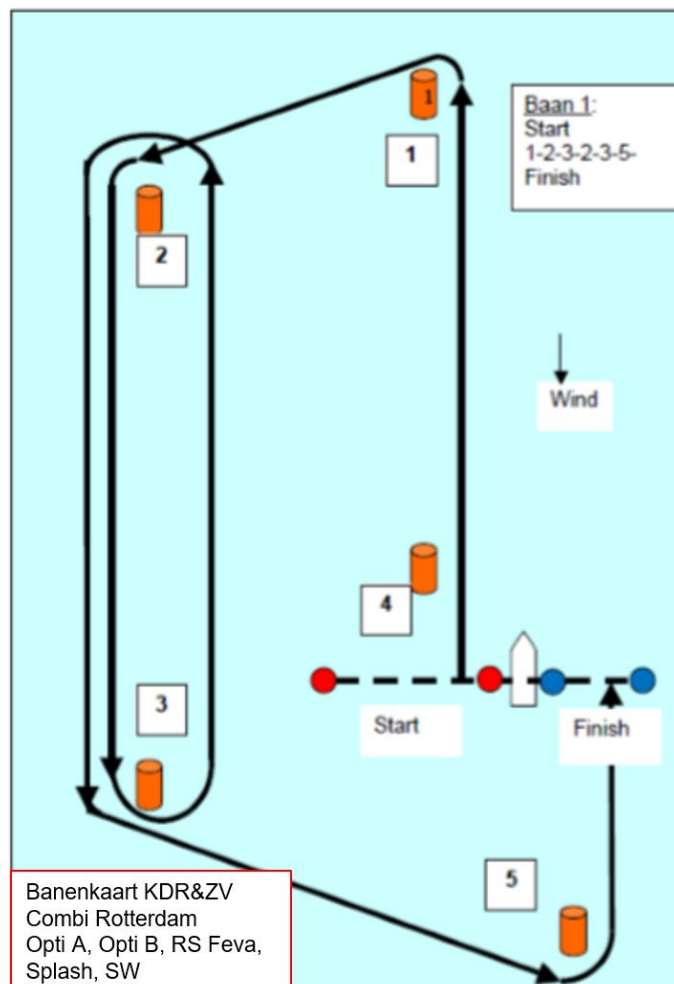 1
1
Baan 1:
Start
1-2-3-2-3-5-
Finish
2
Wind
4
3
Start
Finish
5
Banenkaart KDR&ZV
Combi Rotterdam
Opti A, Opti B, RS Feva,
Splash, SW